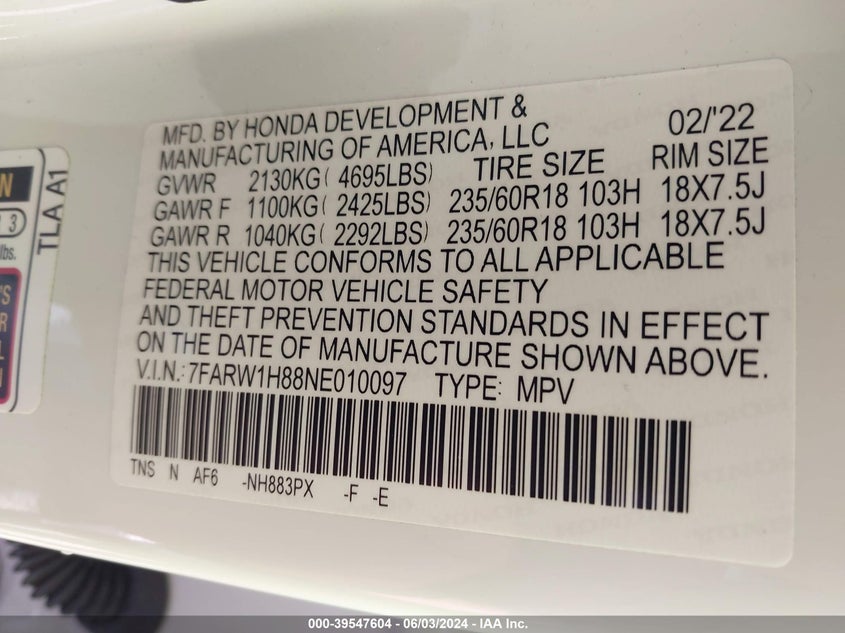 MFD. BY HONDA DEVELOPMENT &
MANUFACTURING OF AMERICA, LLC 02/'22
GVWR 2130KG( 4695LBS) TIRE SIZE RIM SIZE
GAWR F 1100KG( 2425LBS) 235/60R18 103H 18X7.5J
GAWR R 1040KG( 2292LBS) 235/60R18 103H 18X7.5J
THIS VEHICLE CONFORMS TO ALL APPLICABLE
FEDERAL MOTOR VEHICLE SAFETY
AND THEFT PREVENTION STANDARDS IN EFFECT
ON THE DATE OF MANUFACTURE SHOWN ABOVE.
V.I.N.: 7FARW1H88NE010097 TYPE: MPV
TNS N AF6 -NH883PX -F -E
TLA A1
N
3
lbs.
'S
R
L
N
000-39547604 - 06/03/2024 - IAA Inc.